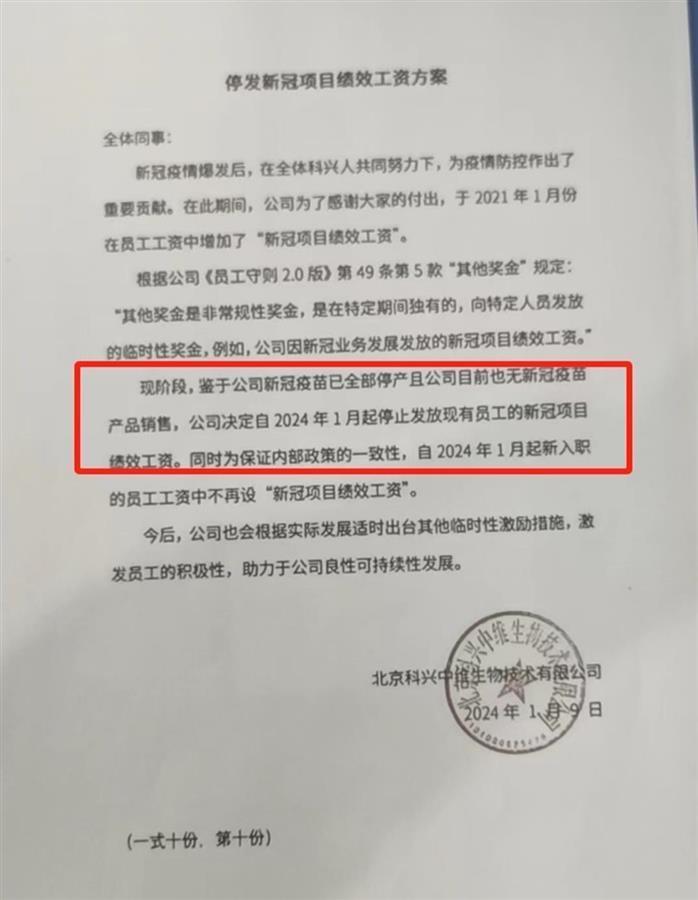 停发新冠项目绩效工资方案
全体同事：
新冠疫情爆发后，在全体科兴人共同努力下，为疫情防控作出了
重要贡献。在此期间，公司为了感谢大家的付出，于 2021 年 1 月份
在员工工资中增加了 “新冠项目绩效工资”。
根据公司《员工守则 2.0 版》第 49 条第 5 款 “其他奖金” 规定：
“其他奖金是非常规性奖金，是在特定期间独有的，向特定人员发放
的临时性奖金，例如，公司因新冠业务发展发放的新冠项目绩效工资。”
现阶段，鉴于公司新冠疫苗已全部停产且公司目前也无新冠疫苗
产品销售，公司决定自 2024 年 1 月起停止发放现有员工的新冠项目
绩效工资。同时为保证内部政策的一致性，自 2024 年 1 月起新入职
的员工工资中不再设 “新冠项目绩效工资”。
今后，公司也会根据实际发展适时出台其他临时性激励措施，激
发员工的积极性，助力于公司良性可持续性发展。
北京科兴中维生物技术有限公司
2024 年 1 月 9 日
北京科兴中维生物技术有限公司
(一式十份，第十份)